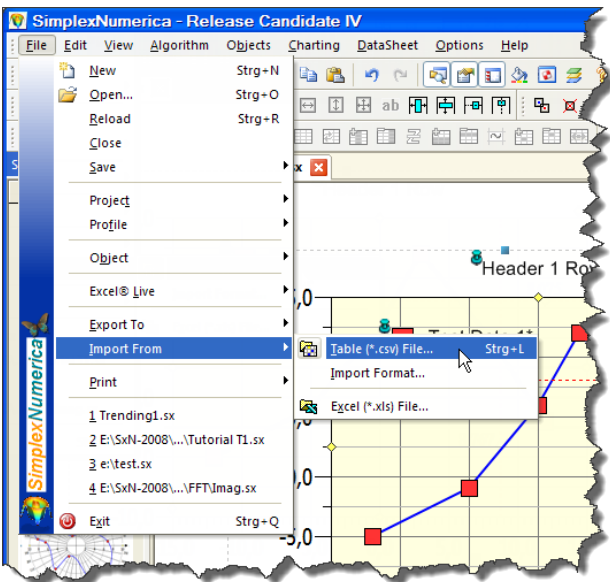 SimplexNumerica - Release Candidate IV
File Edit View Algorithm Objects Charting DataSheet Options Help
New Strg+N
Open... Strg+O
Reload Strg+R
Close
Save
Project
Profile
Object
Excel® Live
Export To
Import From
Print
1 Trending1.sx
2 E:\SxN-2008\...\Tutorial T1.sx
3 e:\test.sx
4 E:\SxN-2008\...\FFT\Imag.sx
Exit Strg+Q
SimplexNumerica
Table (*.csv) File... Strg+L
Import Format...
Excel (*.xls) File...
ab
Header 1 Row
5,0
0,0
-5,0